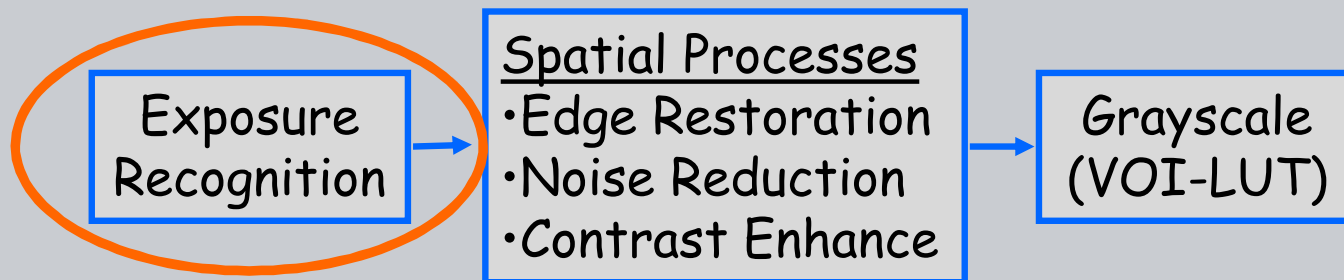 Exposure
Recognition
Spatial Processes
•Edge Restoration
•Noise Reduction
•Contrast Enhance
Grayscale
(VOI-LUT)